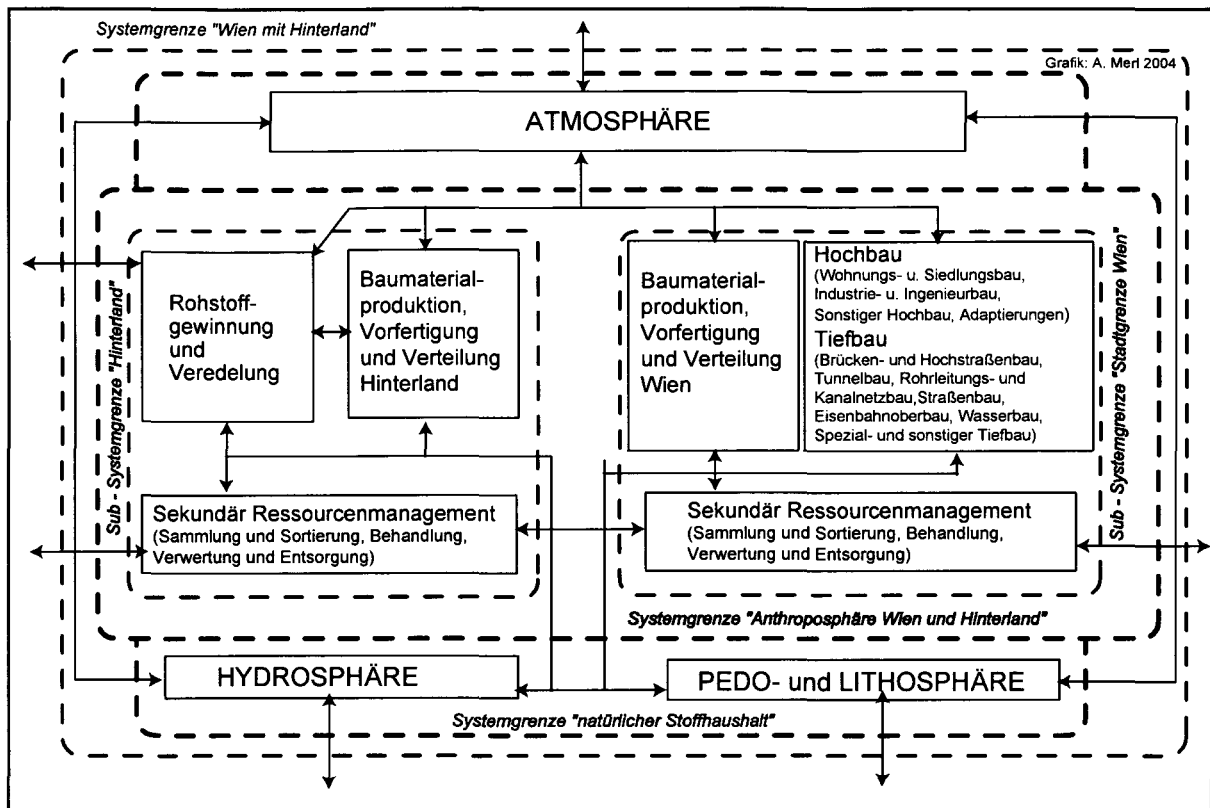 Systemgrenze "Wien mit Hinterland"
Grafik: A. Merl 2004
ATMOSPHÄRE
Sub - Systemgrenze "Hinterland"
Rohstoff-
gewinnung
und
Veredelung
Baumaterial-
produktion,
Vorfertigung
und Verteilung
Hinterland
Baumaterial-
produktion,
Vorfertigung
und Verteilung
Wien
Hochbau
(Wohnungs- u. Siedlungsbau,
Industrie- u. Ingenieurbau,
Sonstiger Hochbau, Adaptierungen)
Tiefbau
(Brücken- und Hochstraßenbau,
Tunnelbau, Rohrleitungs- und
Kanalnetzbau,Straßenbau,
Eisenbahnoberbau, Wasserbau,
Spezial- und sonstiger Tiefbau)
Sub - Systemgrenze "Stadtgrenze Wien"
Sekundär Ressourcenmanagement
(Sammlung und Sortierung, Behandlung,
Verwertung und Entsorgung)
Sekundär Ressourcenmanagement
(Sammlung und Sortierung, Behandlung,
Verwertung und Entsorgung)
Systemgrenze "Anthroposphäre Wien und Hinterland"
HYDROSPHÄRE
PEDO- und LITHOSPHÄRE
Systemgrenze "natürlicher Stoffhaushalt"